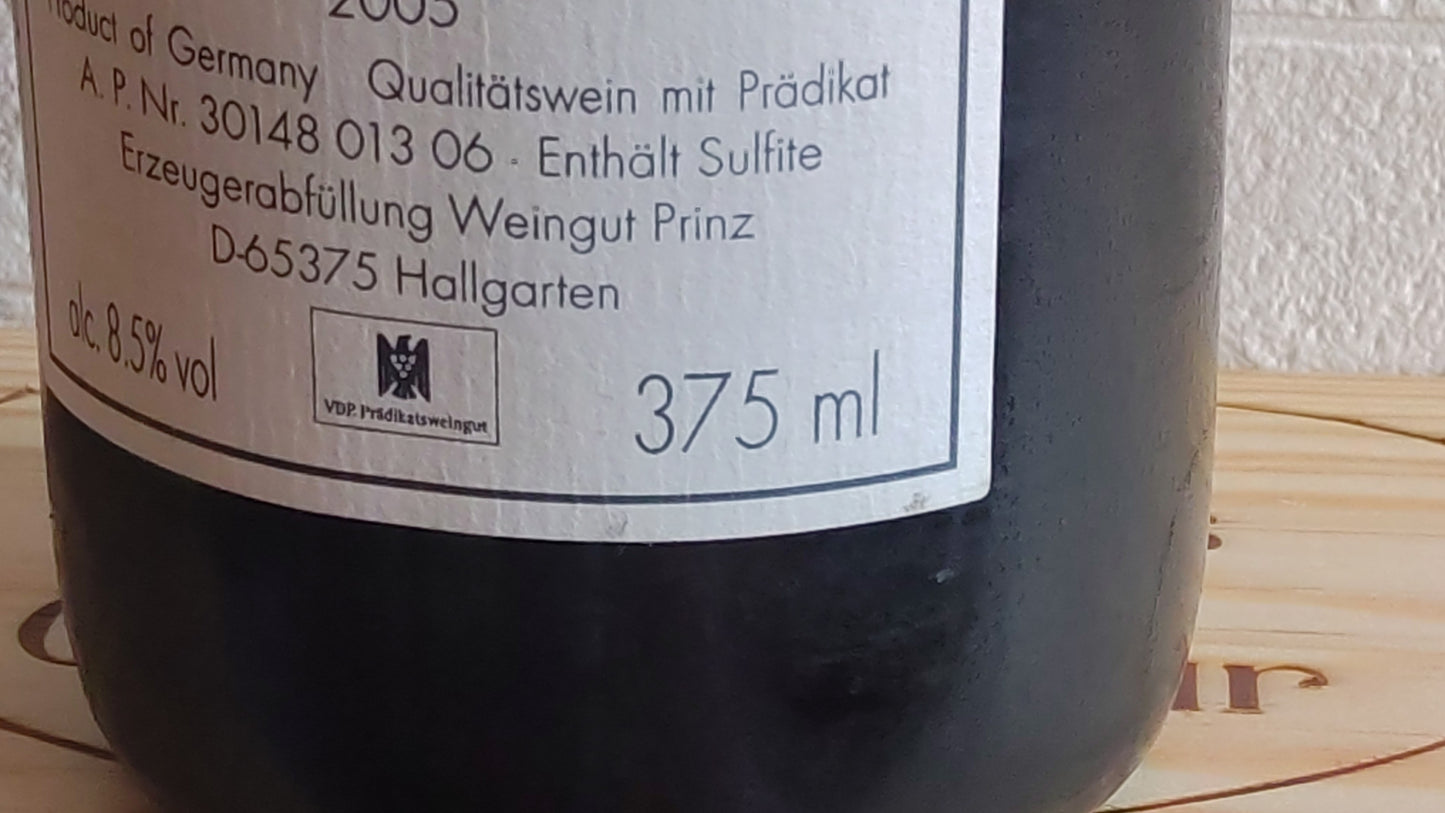 2005
Product of Germany Qualitätswein mit Prädikat
A. P. Nr. 30148 013 06 - Enthält Sulfite
Erzeugerabfüllung Weingut Prinz
D-65375 Hallgarten
alc. 8.5% vol
VDP. Prädikatsweingut
375 ml